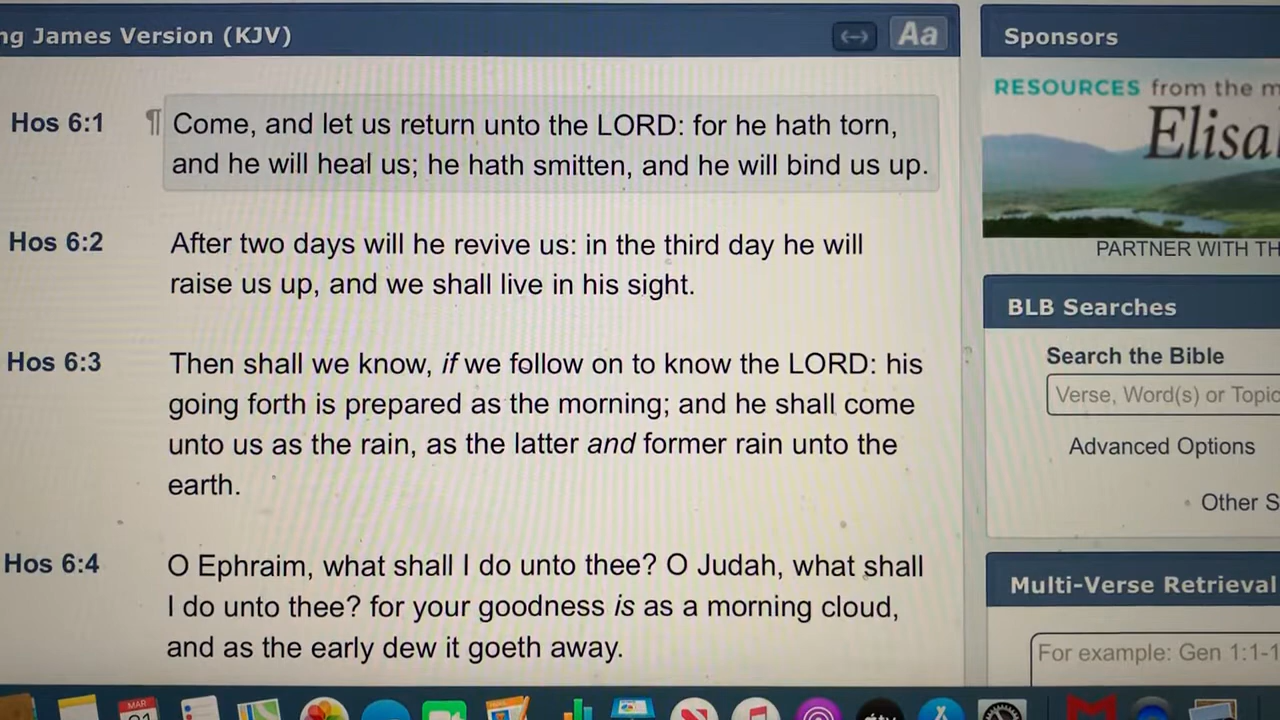 ng James Version (KJV)
Aa
Sponsors
RESOURCES from the m
Elisa
PARTNER WITH TH
Hos 6:1
¶ Come, and let us return unto the LORD: for he hath torn,
and he will heal us; he hath smitten, and he will bind us up.
Hos 6:2
After two days will he revive us: in the third day he will
raise us up, and we shall live in his sight.
Hos 6:3
Then shall we know, if we follow on to know the LORD: his
going forth is prepared as the morning; and he shall come
unto us as the rain, as the latter and former rain unto the
earth.
Hos 6:4
O Ephraim, what shall I do unto thee? O Judah, what shall
I do unto thee? for your goodness is as a morning cloud,
and as the early dew it goeth away.
BLB Searches
Search the Bible
Verse, Word(s) or Topic
Advanced Options
Other S
Multi-Verse Retrieval
For example: Gen 1:1-1
MAR